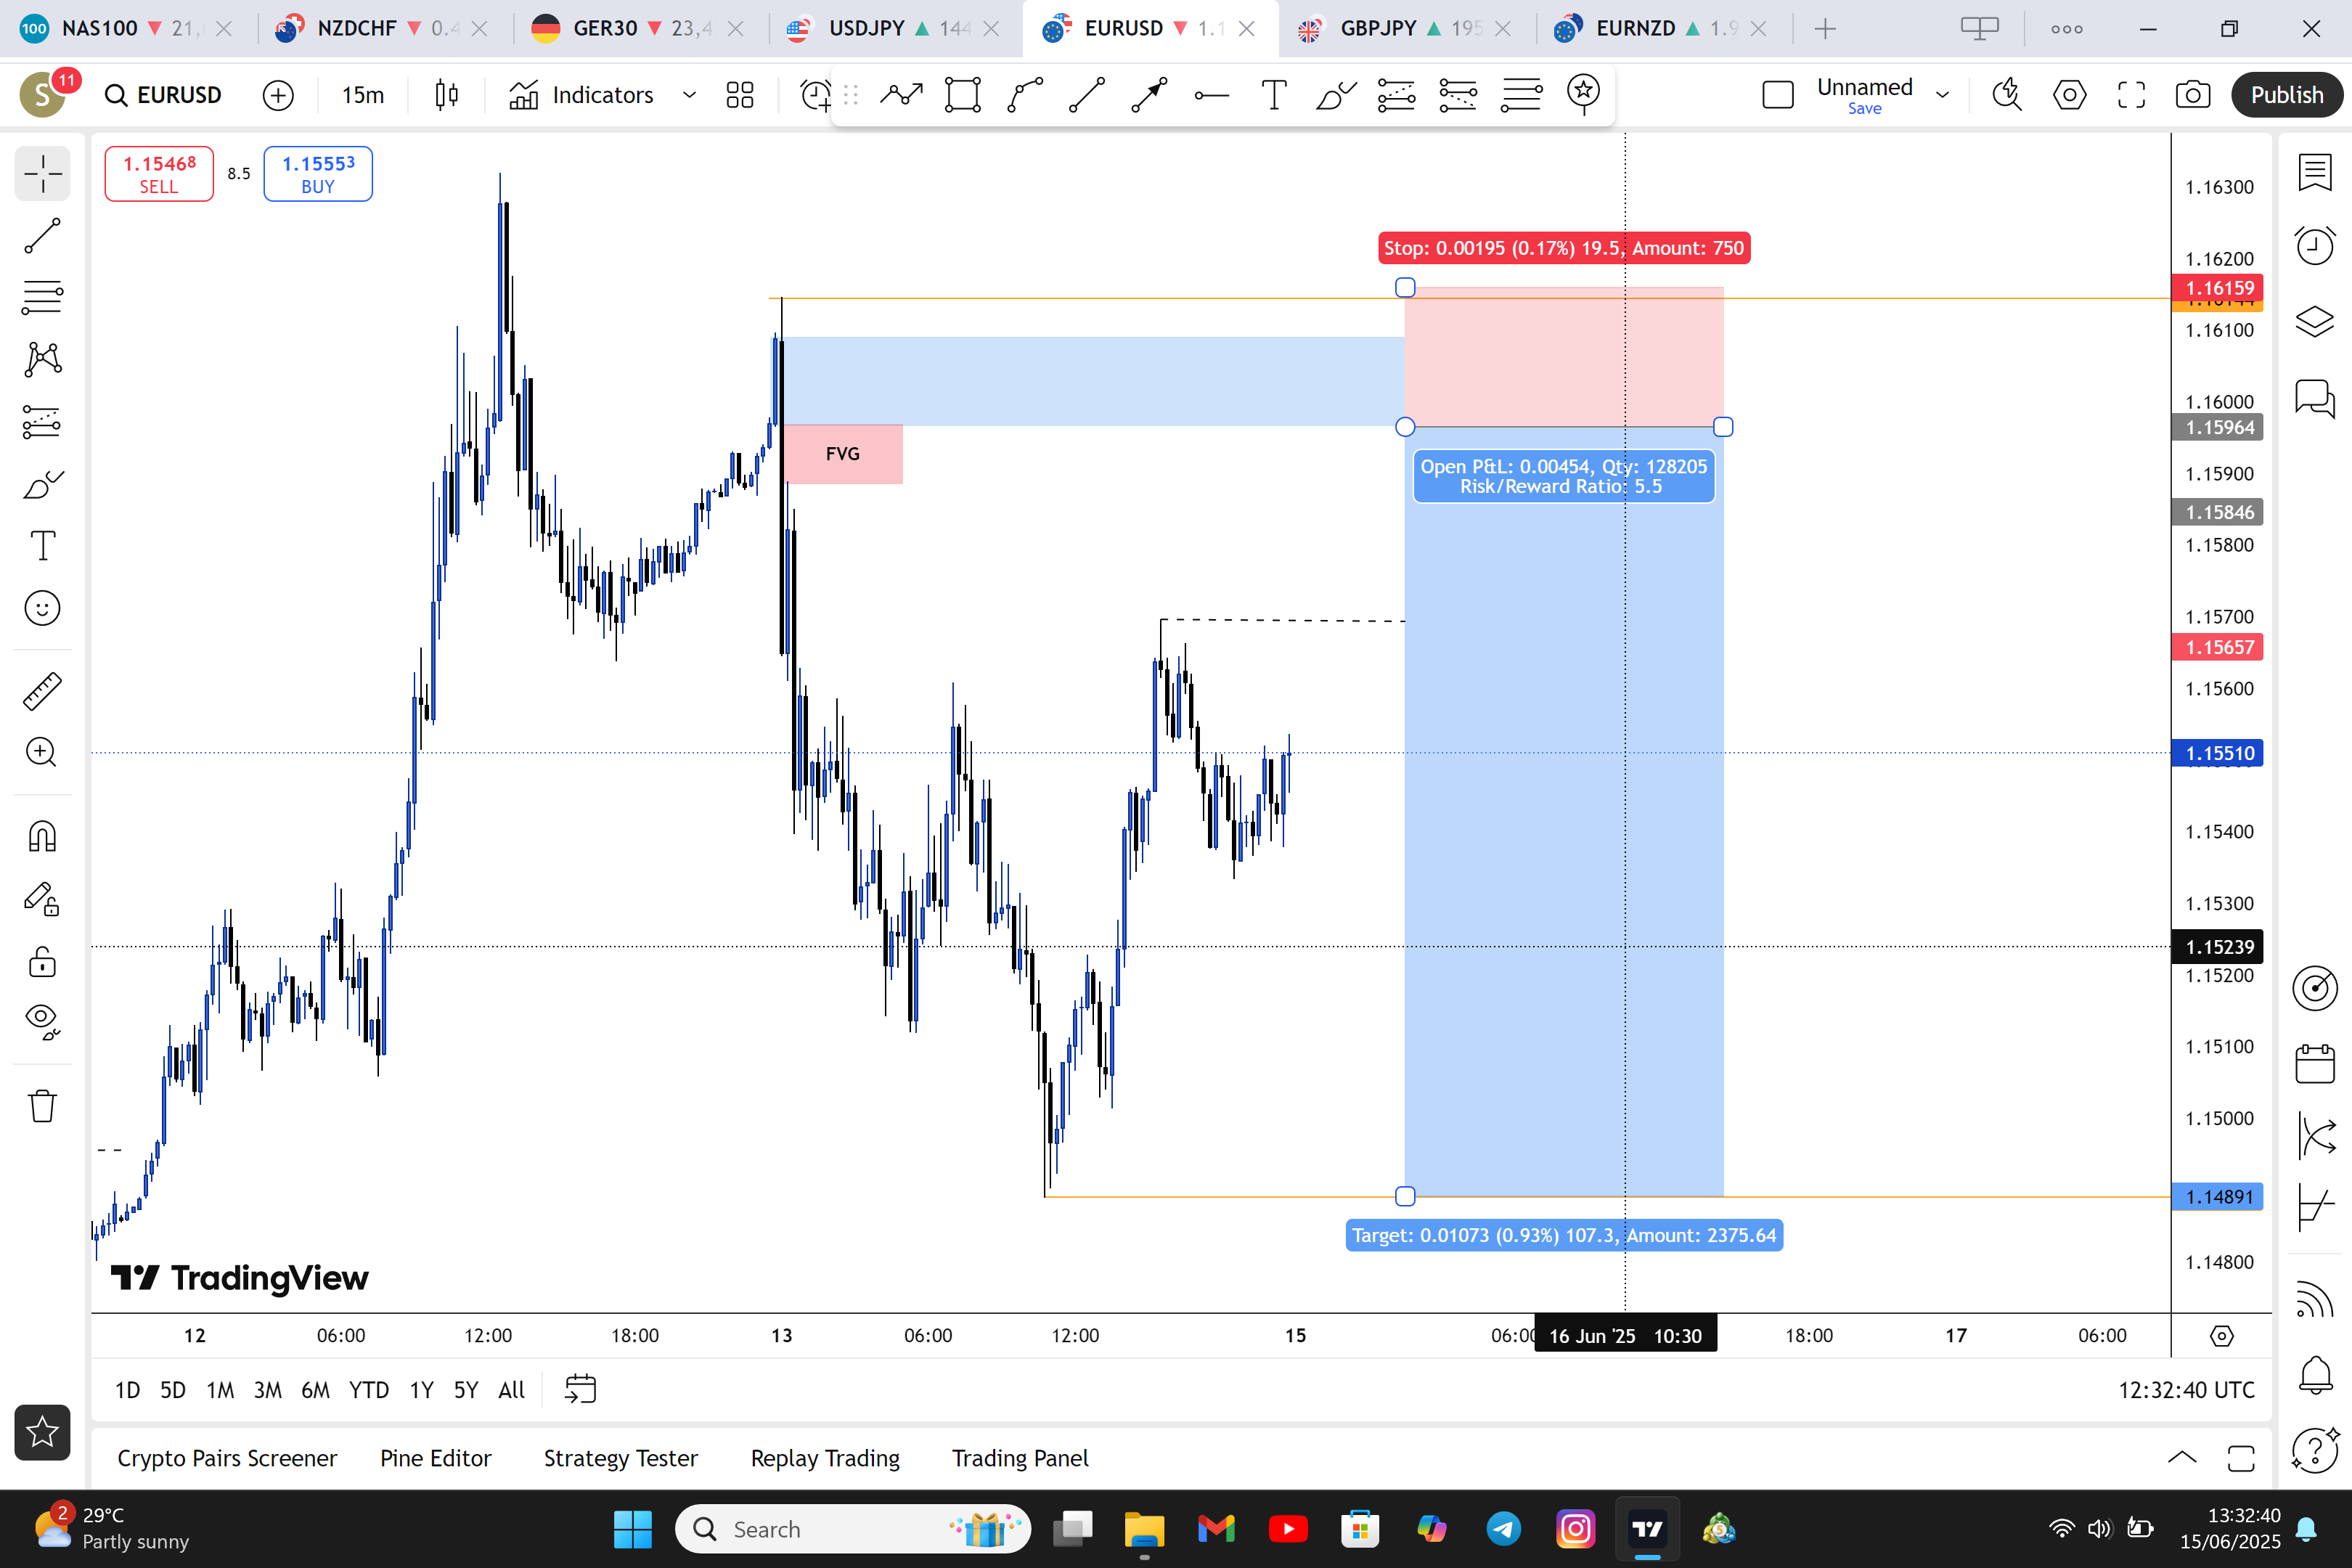 100 NAS100 21,
NZDCHF 0.4
GER30 23,4
USDJPY 144
EURUSD 1.1
GBPJPY 195
EURNZD 1.9
S 11
EURUSD
15m
Indicators
Unnamed
Save
Publish
1.15468
SELL
8.5
1.15553
BUY
Stop: 0.00195 (0.17%) 19.5, Amount: 750
FVG
Open P&L: 0.00454, Qty: 128205
Risk/Reward Ratio: 5.5
Target: 0.01073 (0.93%) 107.3, Amount: 2375.64
1.16300
1.16200
1.16159
1.16100
1.16000
1.15964
1.15900
1.15846
1.15800
1.15700
1.15657
1.15600
1.15510
1.15400
1.15300
1.15239
1.15200
1.15100
1.15000
1.14891
1.14800
TradingView
12 06:00 12:00 18:00 13 06:00 12:00 15 06:00 16 Jun '25 10:30 18:00 17 06:00
1D 5D 1M 3M 6M YTD 1Y 5Y All
12:32:40 UTC
Crypto Pairs Screener Pine Editor Strategy Tester Replay Trading Trading Panel
2
29°C
Partly sunny
Search
13:32:40
15/06/2025